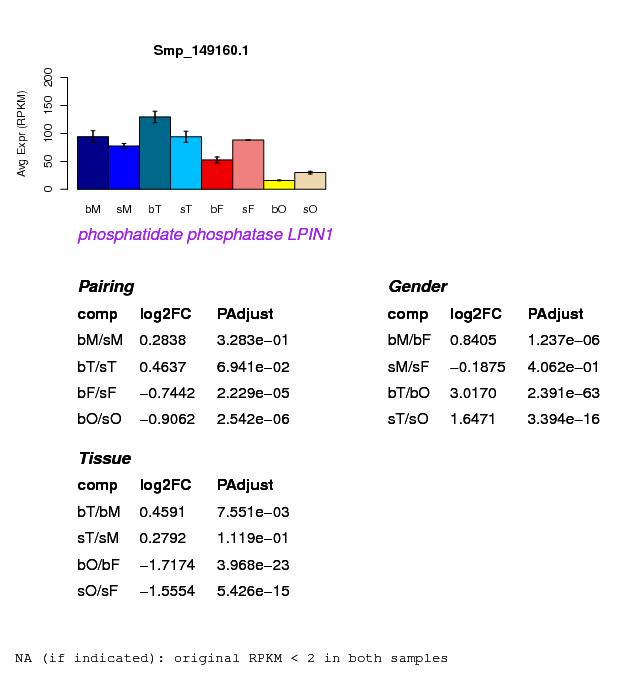 Smp_149160.1
Avg Expr (RPKM)
200
150
100
50
0
bM sM bT sT bF sF bO sO
phosphatidate phosphatase LPIN1
Pairing
comp log2FC PAdjust
bM/sM 0.2838 3.283e−01
bT/sT 0.4637 6.941e−02
bF/sF −0.7442 2.229e−05
bO/sO −0.9062 2.542e−06
Gender
comp log2FC PAdjust
bM/bF 0.8405 1.237e−06
sM/sF −0.1875 4.062e−01
bT/bO 3.0170 2.391e−63
sT/sO 1.6471 3.394e−16
Tissue
comp log2FC PAdjust
bT/bM 0.4591 7.551e−03
sT/sM 0.2792 1.119e−01
bO/bF −1.7174 3.968e−23
sO/sF −1.5554 5.426e−15
NA (if indicated): original RPKM < 2 in both samples